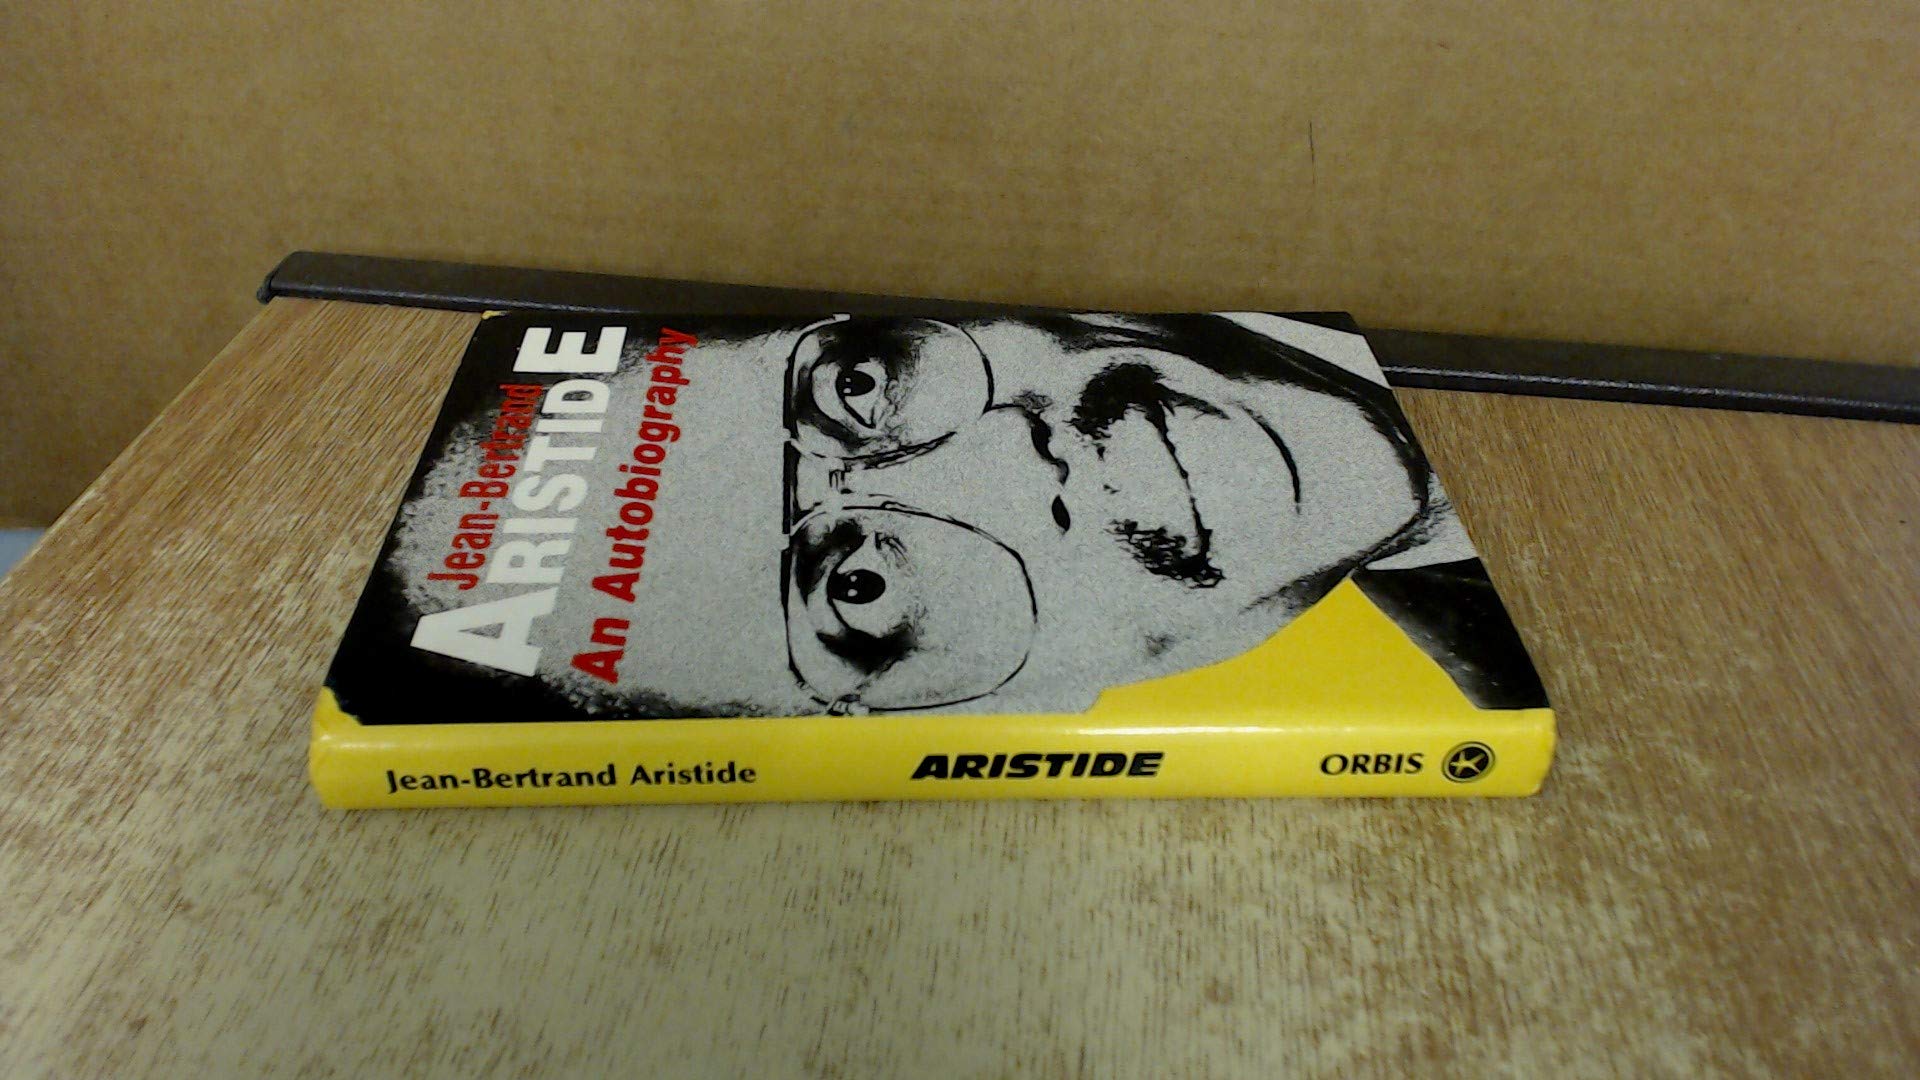 Jean-Bertrand
ARISTIDE
An Autobiography
Jean-Bertrand Aristide ARISTIDE ORBIS